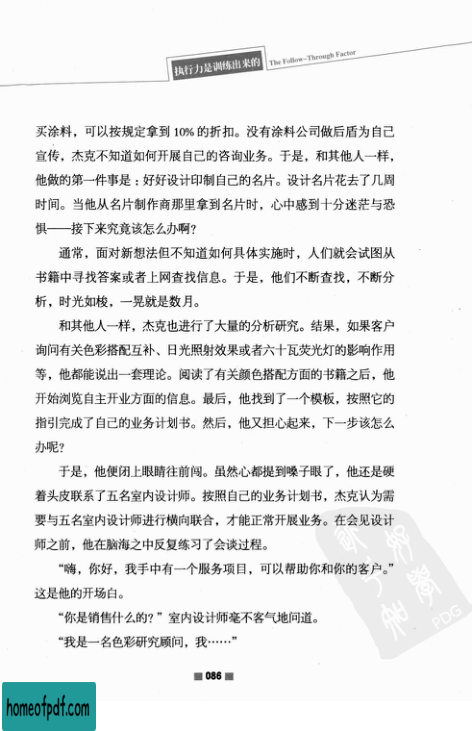 执行力是训练出来的 The Follow-Through Factor
买涂料，可以按规定拿到 10% 的折扣。没有涂料公司做后盾为自己
宣传，杰克不知道如何开展自己的咨询业务。于是，和其他人一样，
他做的第一件事是：好好设计印制自己的名片。设计名片花去了几周
时间。当他从名片制作商那里拿到名片时，心中感到十分迷茫与恐
惧——接下来究竟该怎么办啊？
通常，面对新想法但不知道如何具体实施时，人们就会试图从
书籍中寻找答案或者上网查找信息。于是，他们不断查找，不断分
析，时光如梭，一晃就是数月。
和其他人一样，杰克也进行了大量的分析研究。结果，如果客户
询问有关色彩搭配互补、日光照射效果或者六十瓦荧光灯的影响作用
等，他都能说出一套理论。阅读了有关颜色搭配方面的书籍之后，他
开始浏览自主开业方面的信息。最后，他找到了一个模板，按照它的
指引完成了自己的业务计划书。然后，他又担心起来，下一步该怎么
办呢？
于是，他便闭上眼睛往前闯。虽然心都提到嗓子眼了，他还是硬
着头皮联系了五名室内设计师。按照自己的业务计划书，杰克认为需
要与五名室内设计师进行横向联合，才能正常开展业务。在会见设计
师之前，他在脑海之中反复练习了会谈过程。
“嗨，你好，我手中有一个服务项目，可以帮助你和你的客户。”
这是他的开场白。
“你是销售什么的？”室内设计师毫不客气地问道。
“我是一名色彩研究顾问，我……”
086
PDG
homeofpdf.com